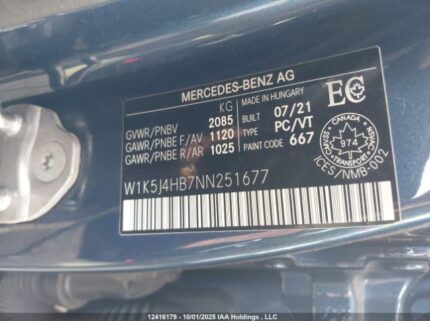 MERCEDES-BENZ AG
KG
MADE IN HUNGARY
EC
GVWR/PNBV 2085 BUILT 07/21
GAWR/PNBE F/AV 1120 TYPE PC/VT
GAWR/PNBE R/AR 1025 PAINT CODE 667
CANADA
974
TRANSPORT
ICES/NMB-002
W1K5J4HB7NN251677
12416179 - 10/01/2025 © IAA Holdings , LLC